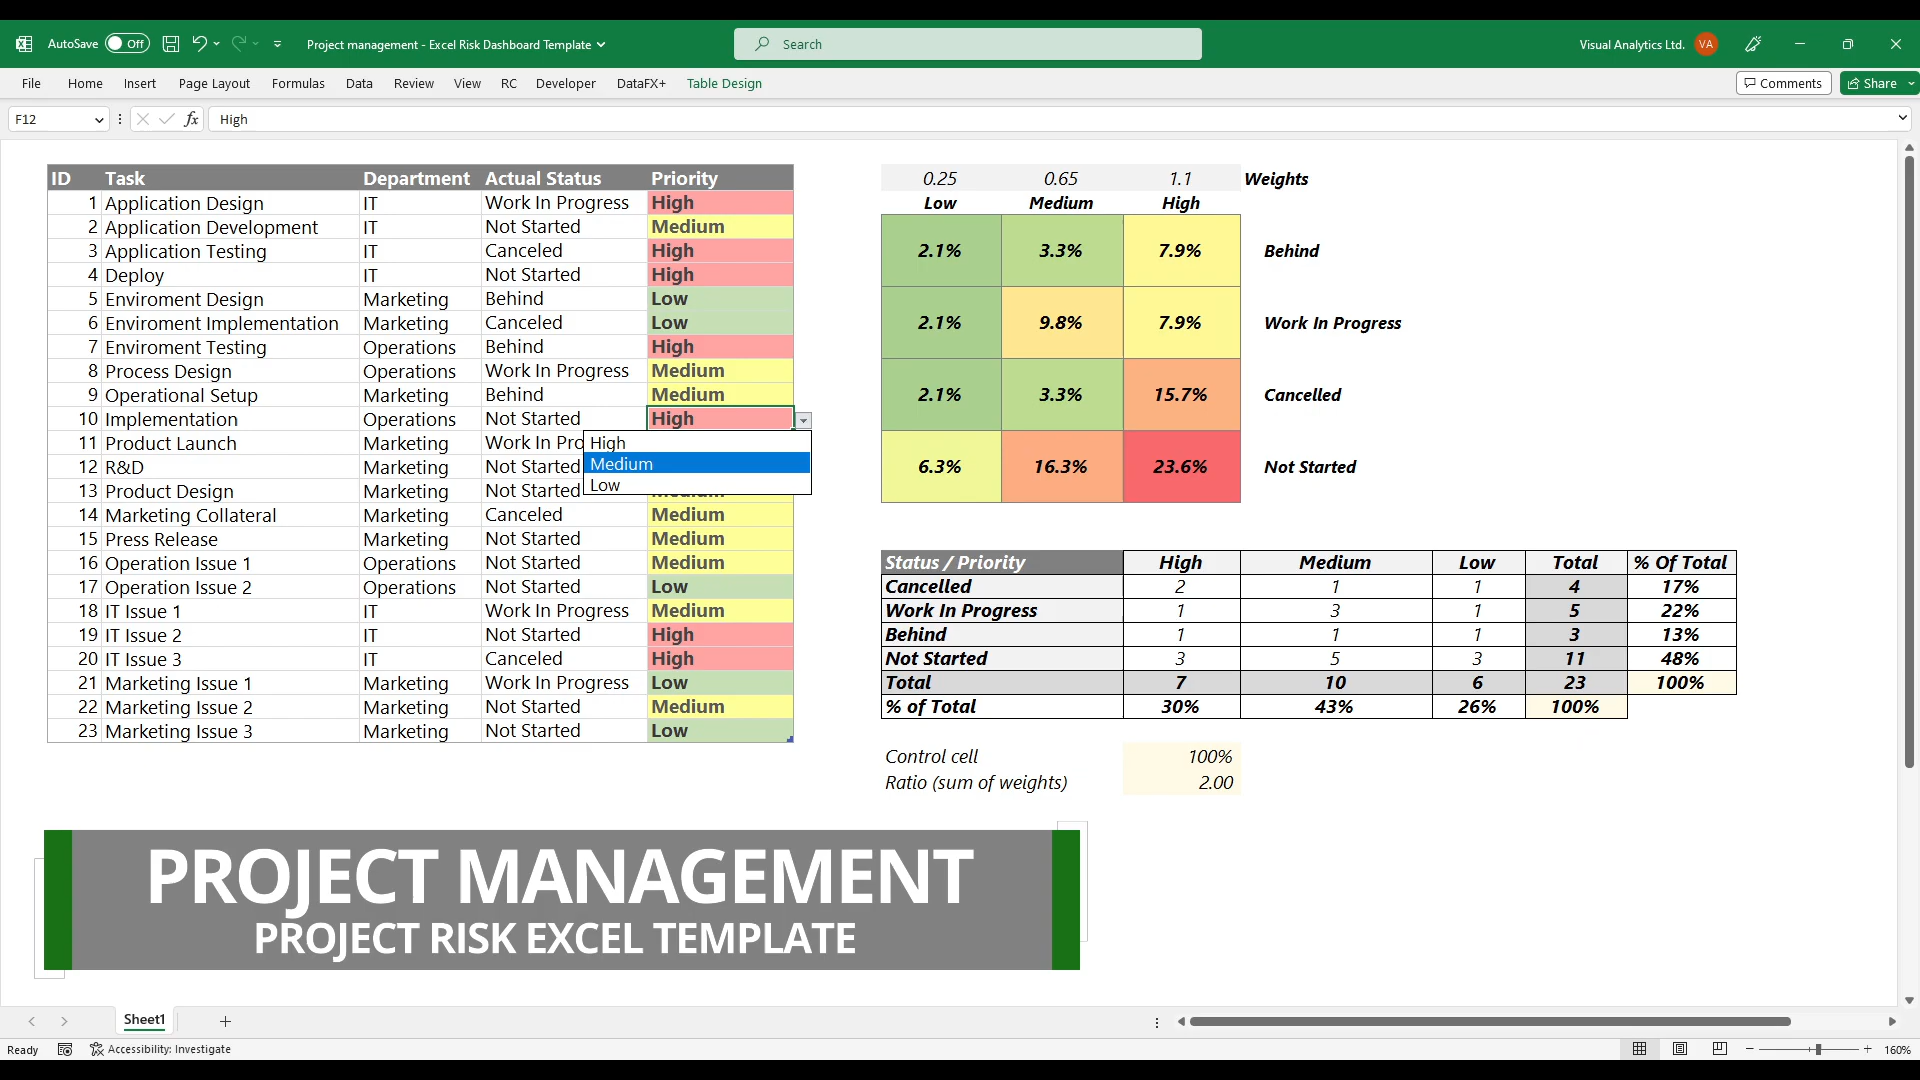 AutoSave Off Project management - Excel Risk Dashboard Template Search Visual Analytics Ltd. VA
File Home Insert Page Layout Formulas Data Review View RC Developer DataFX+ Table Design Comments Share
F12 fx High
ID Task Department Actual Status Priority
1 Application Design IT Work In Progress High
2 Application Development IT Not Started Medium
3 Application Testing IT Canceled High
4 Deploy IT Not Started High
5 Enviroment Design Marketing Behind Low
6 Enviroment Implementation Marketing Canceled Low
7 Enviroment Testing Operations Behind High
8 Process Design Operations Work In Progress Medium
9 Operational Setup Marketing Behind Medium
10 Implementation Operations Not Started High
11 Product Launch Marketing Work In Pro
12 R&D Marketing Not Started
13 Product Design Marketing Not Started
14 Marketing Collateral Marketing Canceled Medium
15 Press Release Marketing Not Started Medium
16 Operation Issue 1 Operations Not Started Medium
17 Operation Issue 2 Operations Not Started Low
18 IT Issue 1 IT Work In Progress Medium
19 IT Issue 2 IT Not Started High
20 IT Issue 3 IT Canceled High
21 Marketing Issue 1 Marketing Work In Progress Low
22 Marketing Issue 2 Marketing Not Started Medium
23 Marketing Issue 3 Marketing Not Started Low
High
Medium
Low
0.25 0.65 1.1 Weights
Low Medium High
2.1% 3.3% 7.9% Behind
2.1% 9.8% 7.9% Work In Progress
2.1% 3.3% 15.7% Cancelled
6.3% 16.3% 23.6% Not Started
Status / Priority High Medium Low Total % Of Total
Cancelled 2 1 1 4 17%
Work In Progress 1 3 1 5 22%
Behind 1 1 1 3 13%
Not Started 3 5 3 11 48%
Total 7 10 6 23 100%
% of Total 30% 43% 26% 100%
Control cell 100%
Ratio (sum of weights) 2.00
PROJECT MANAGEMENT
PROJECT RISK EXCEL TEMPLATE
Sheet1
Ready Accessibility: Investigate 160%